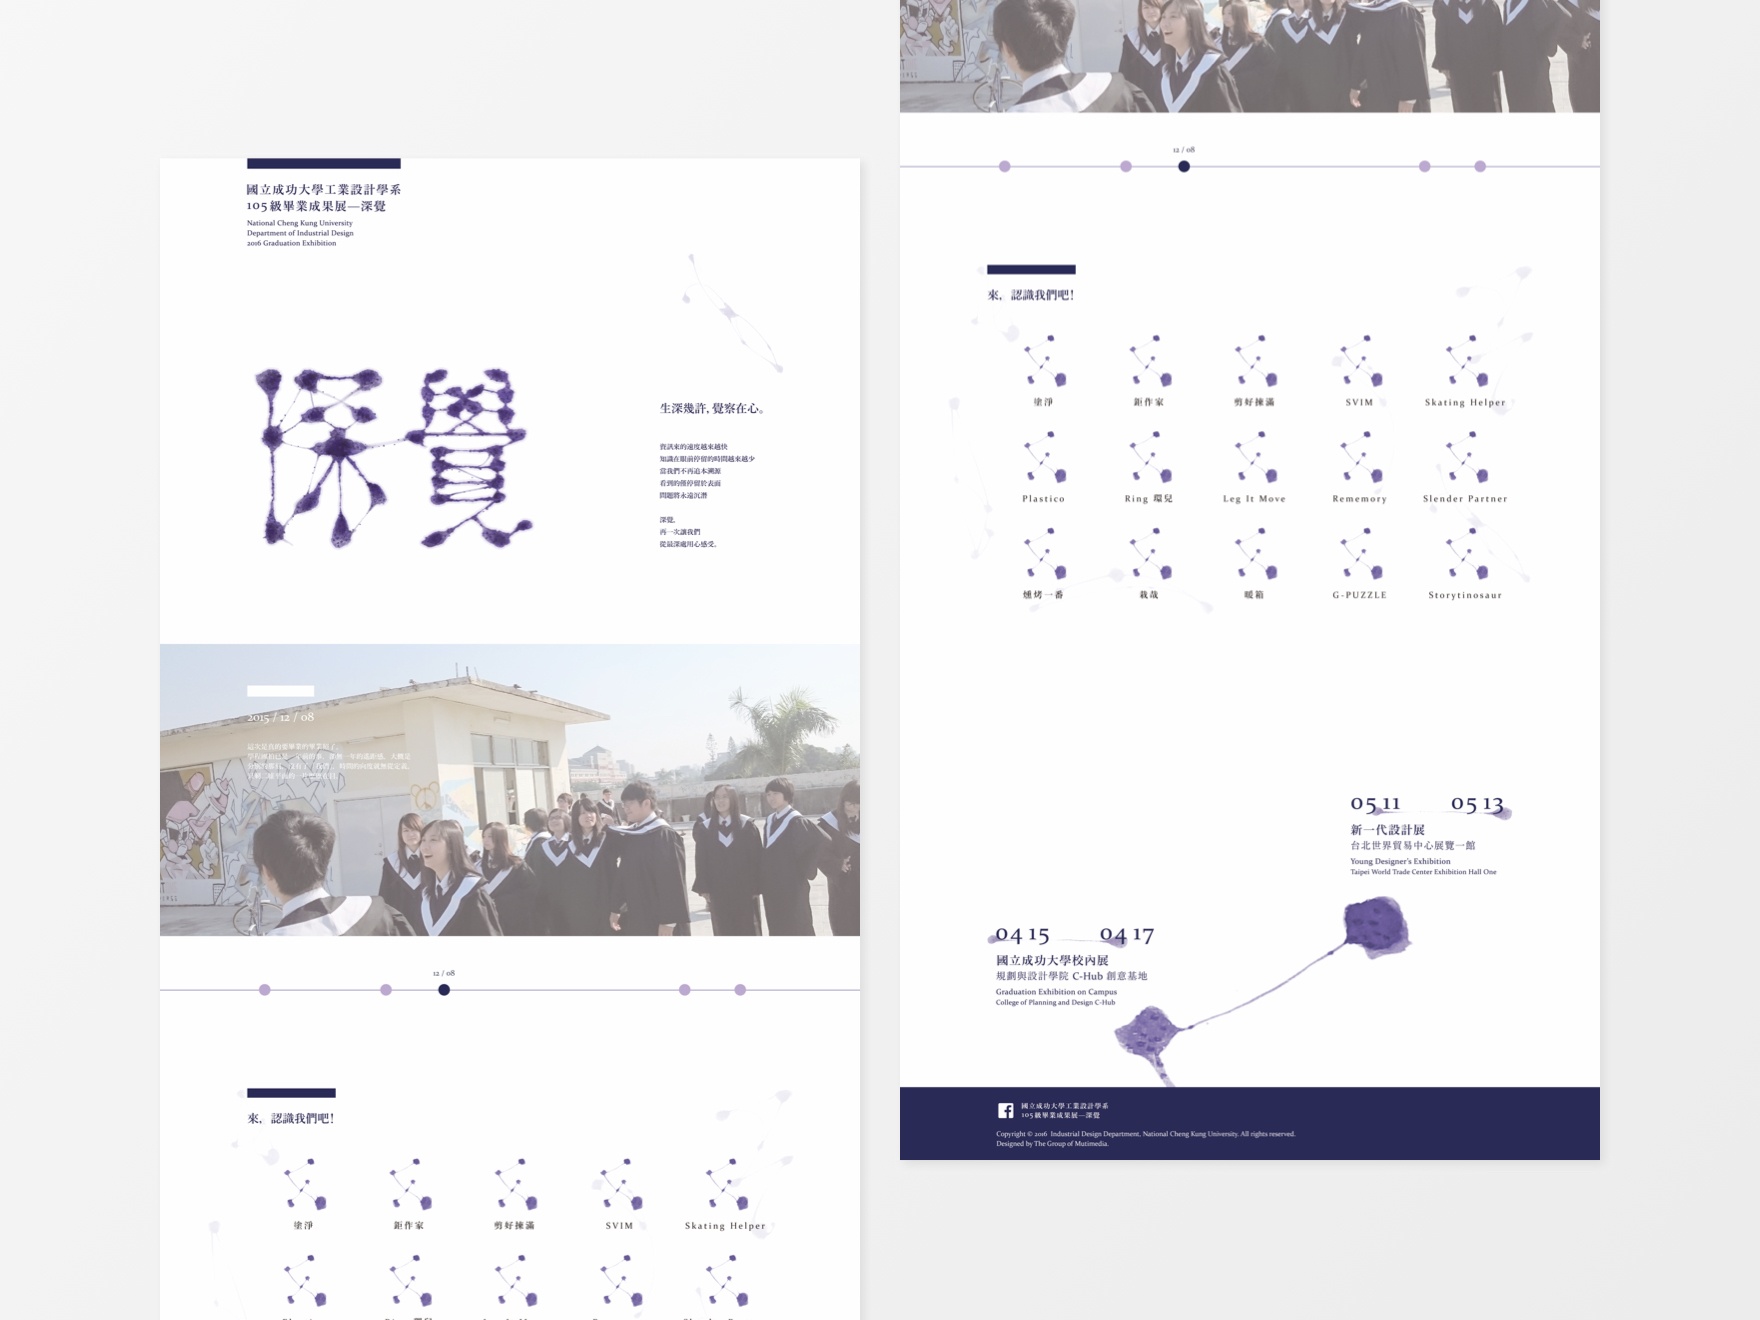 國立成功大學工業設計學系
105級畢業成果展—深覺
National Cheng Kung University
Department of Industrial Design
2016 Graduation Exhibition
深覺
生深幾許, 覺察在心。
資訊來的速度越來越快
知識在眼前停留的時間越來越少
當我們不再追本溯源
看到的僅停留於表面
問題將永遠沉潛
深覺,
再一次讓我們
從最深處用心感受。
2015 / 12 / 08
這次是真的要畢業的畢業照了。
12 / 08
來, 認識我們吧!
塗淨
鉅作家
剪好揀滿
SVIM
Skating Helper
12 / 08
來, 認識我們吧!
塗淨
鉅作家
剪好揀滿
SVIM
Skating Helper
Plastico
Ring 環兒
Leg It Move
Rememory
Slender Partner
燻烤一番
栽哉
暖箱
G-PUZZLE
Storytinosaur
05 11 05 13
新一代設計展
台北世界貿易中心展覽一館
Young Designer's Exhibition
Taipei World Trade Center Exhibition Hall One
04 15 04 17
國立成功大學校內展
規劃與設計學院 C-Hub 創意基地
Graduation Exhibition on Campus
College of Planning and Design C-Hub
國立成功大學工業設計學系
105級畢業成果展—深覺
Copyright © 2016 Industrial Design Department, National Cheng Kung University. All rights reserved.
Designed by The Group of Mutimedia.